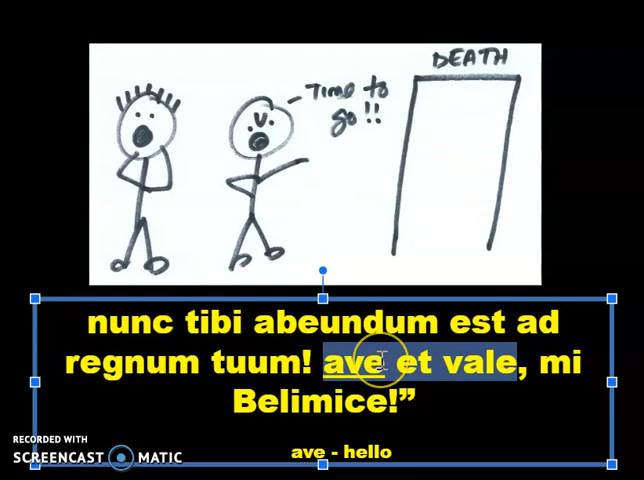 DEATH
Time to
go!!
nunc tibi abeundum est ad
regnum tuum! ave et vale, mi
Belimice!”
ave - hello
RECORDED WITH
SCREENCAST MATIC